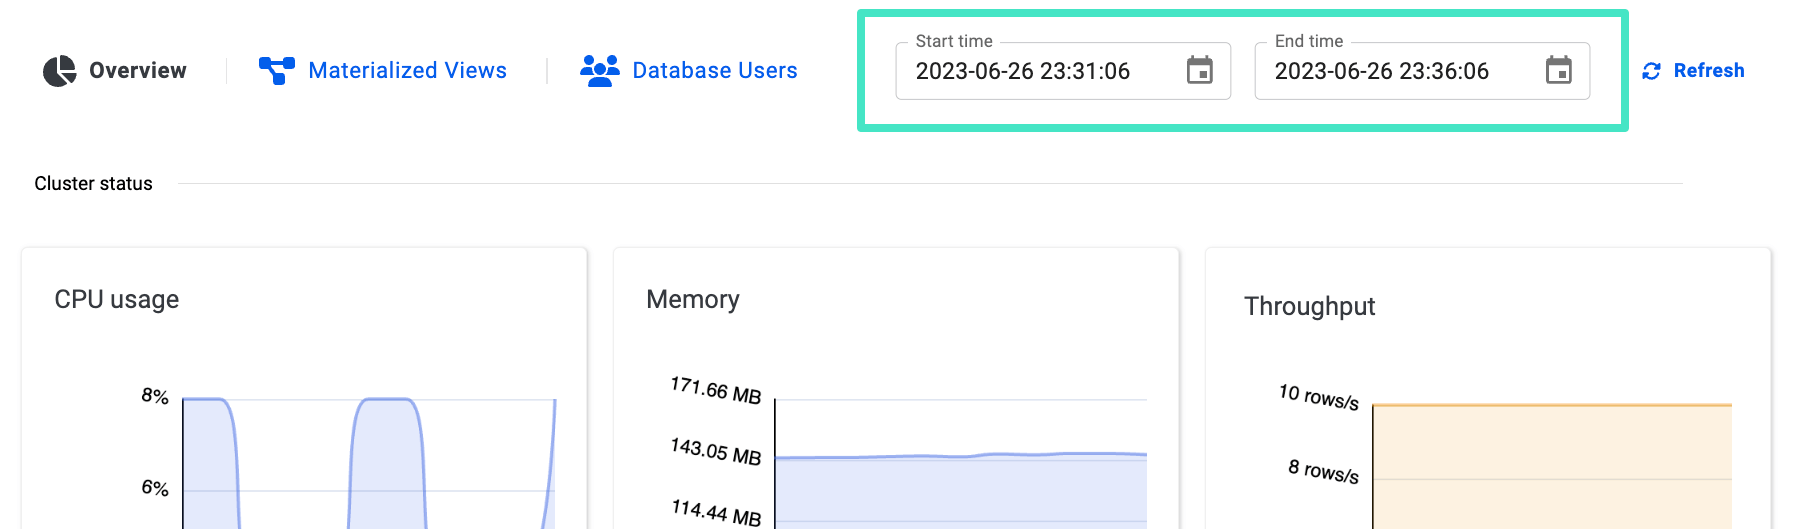 Overview
Materialized Views
Database Users
Start time
2023-06-26 23:31:06
End time
2023-06-26 23:36:06
Refresh
Cluster status
CPU usage
8%
6%
Memory
171.66 MB
143.05 MB
114.44 MB
Throughput
10 rows/s
8 rows/s